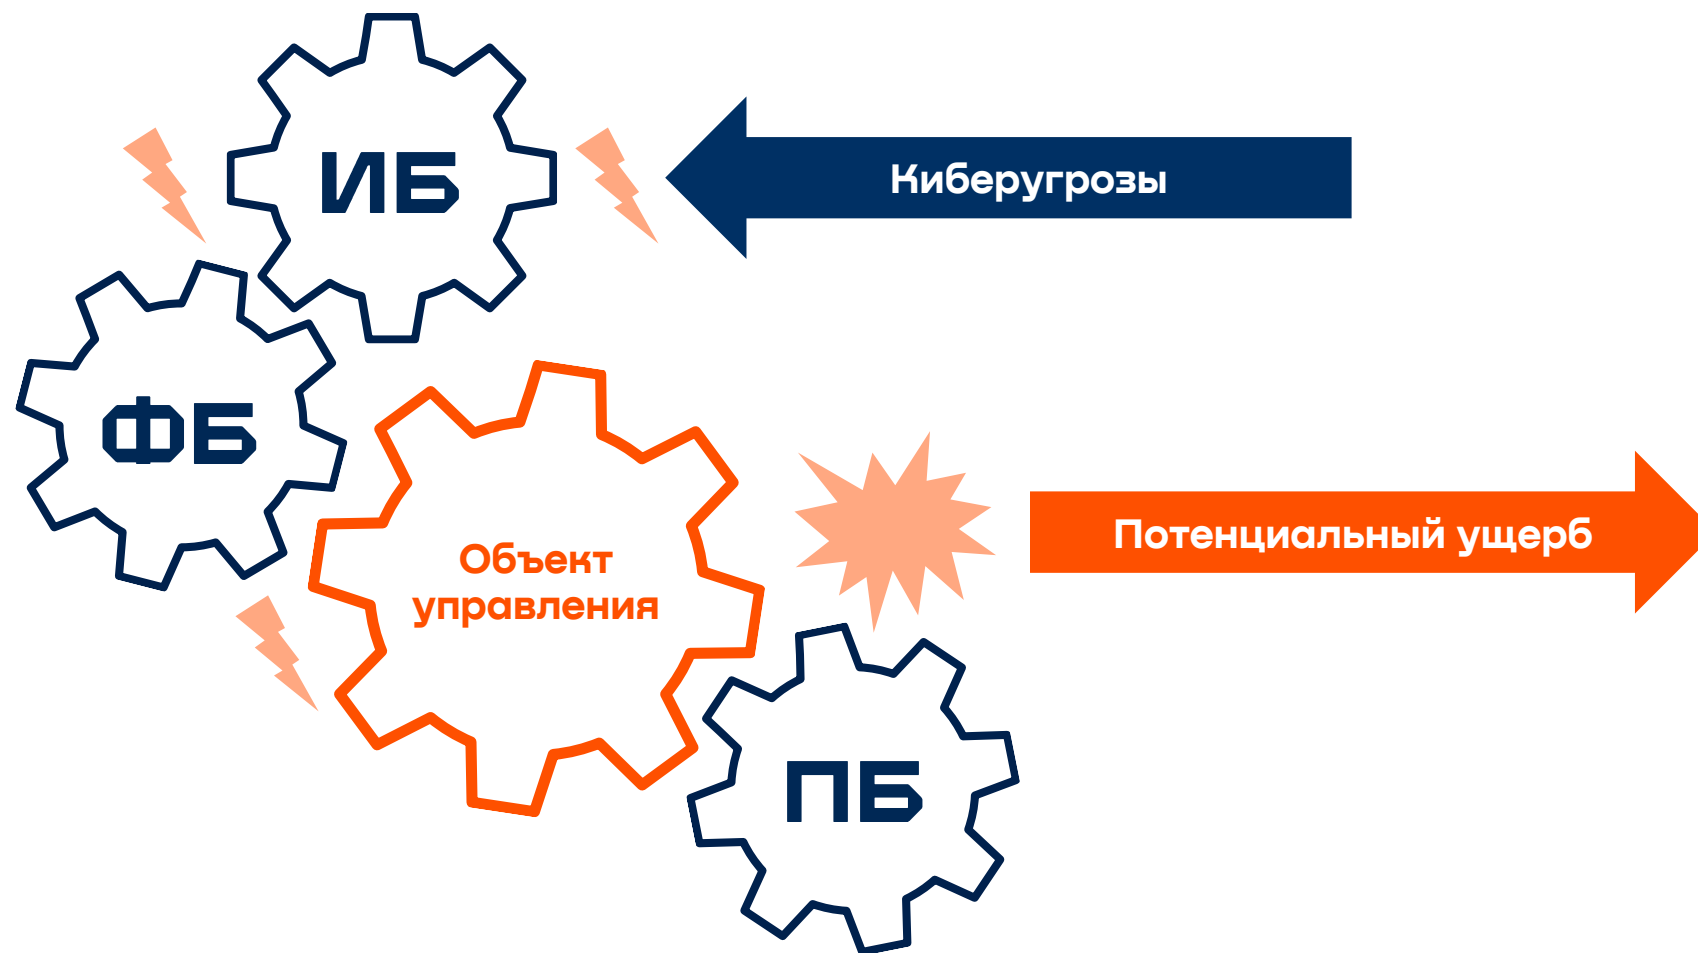 ИБ
Киберугрозы
ФБ
Объект
управления
Потенциальный ущерб
ПБ